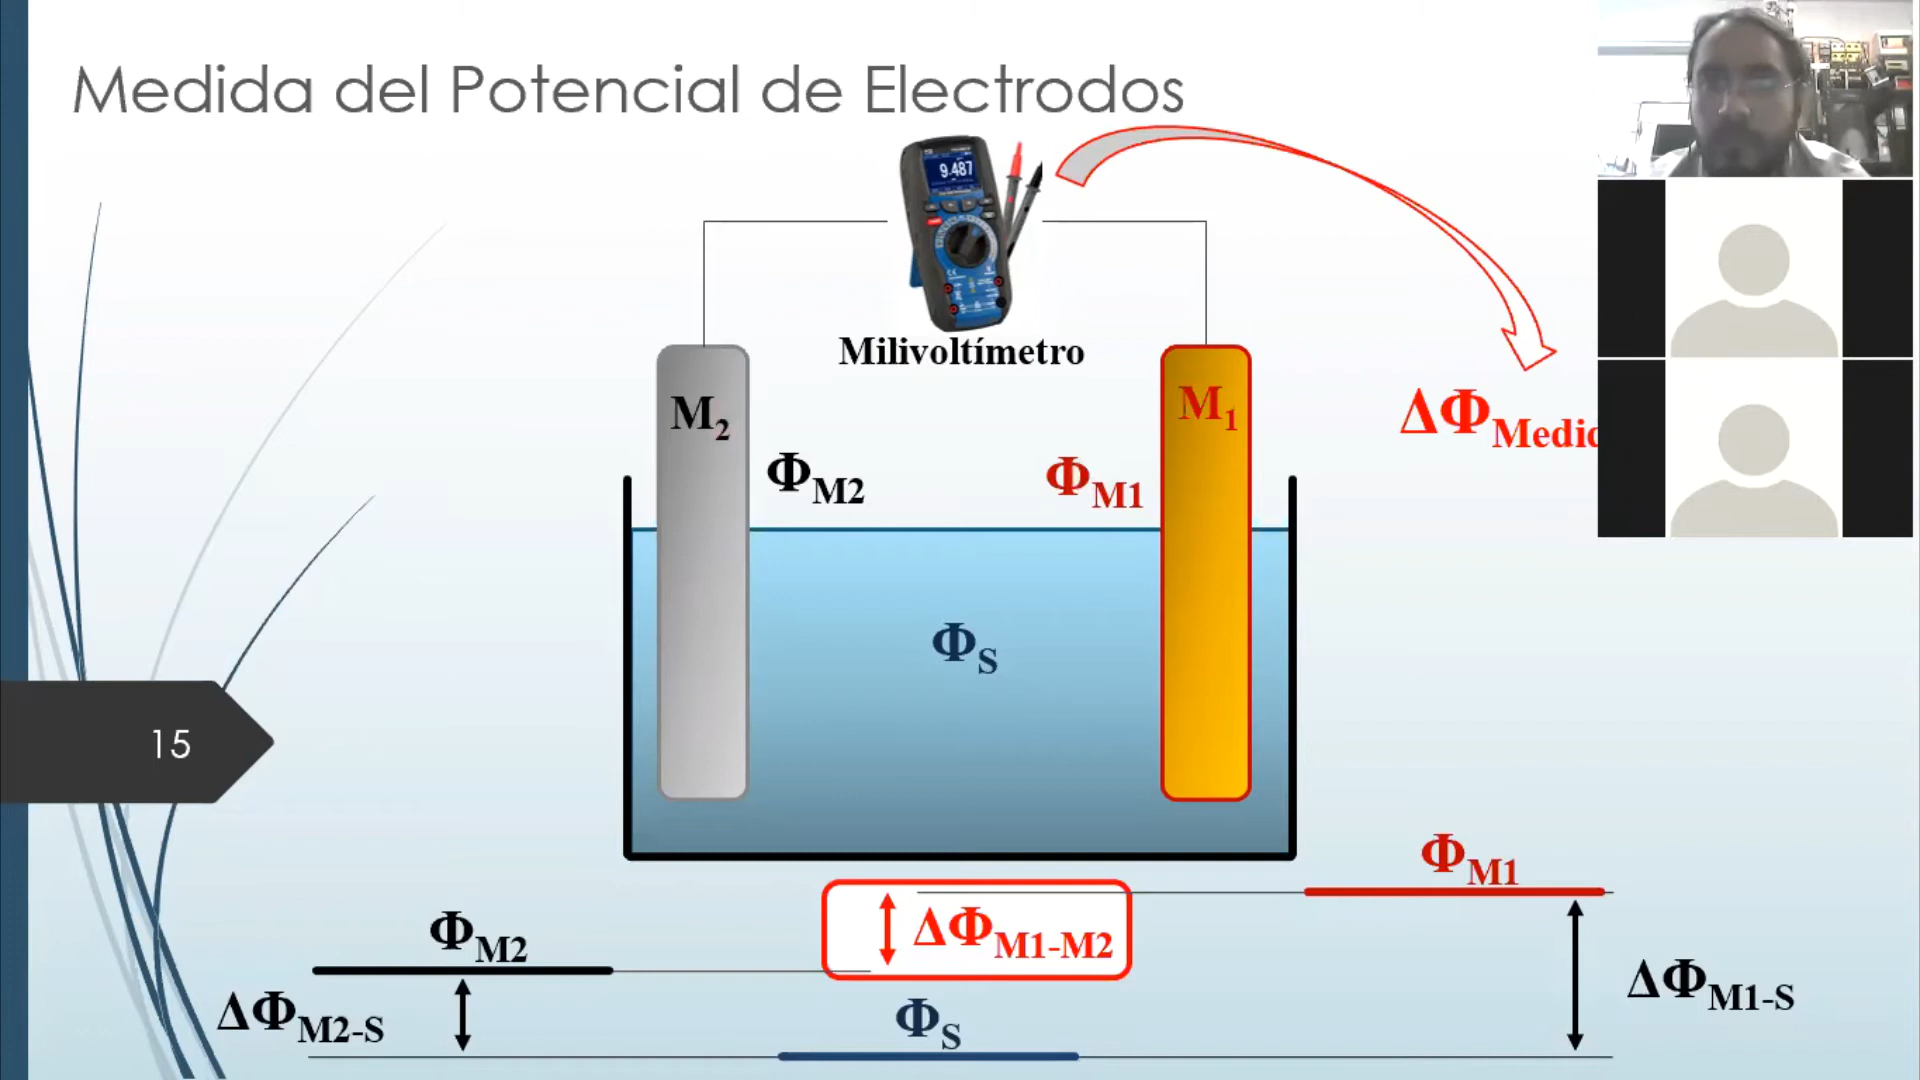 Medida del Potencial de Electrodos
9.487
Milivoltímetro
M2
M1
ΔΦMedic
ΦM2
ΦM1
ΦS
15
ΦM1
ΔΦM1-M2
ΦM2
ΔΦM1-S
ΔΦM2-S
ΦS